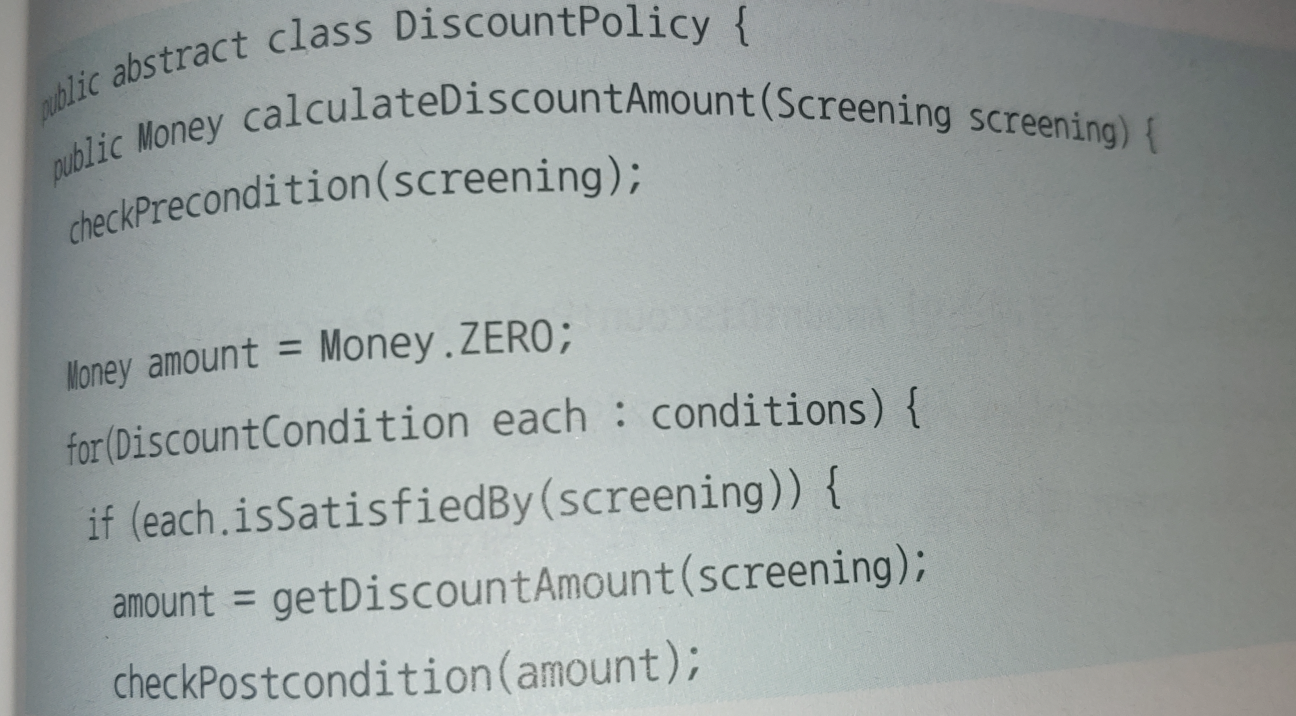 public abstract class DiscountPolicy {
public Money calculateDiscountAmount(Screening screening) {
checkPrecondition(screening);
Money amount = Money.ZERO;
for(DiscountCondition each : conditions) {
if (each.isSatisfiedBy(screening)) {
amount = getDiscountAmount(screening);
checkPostcondition(amount);